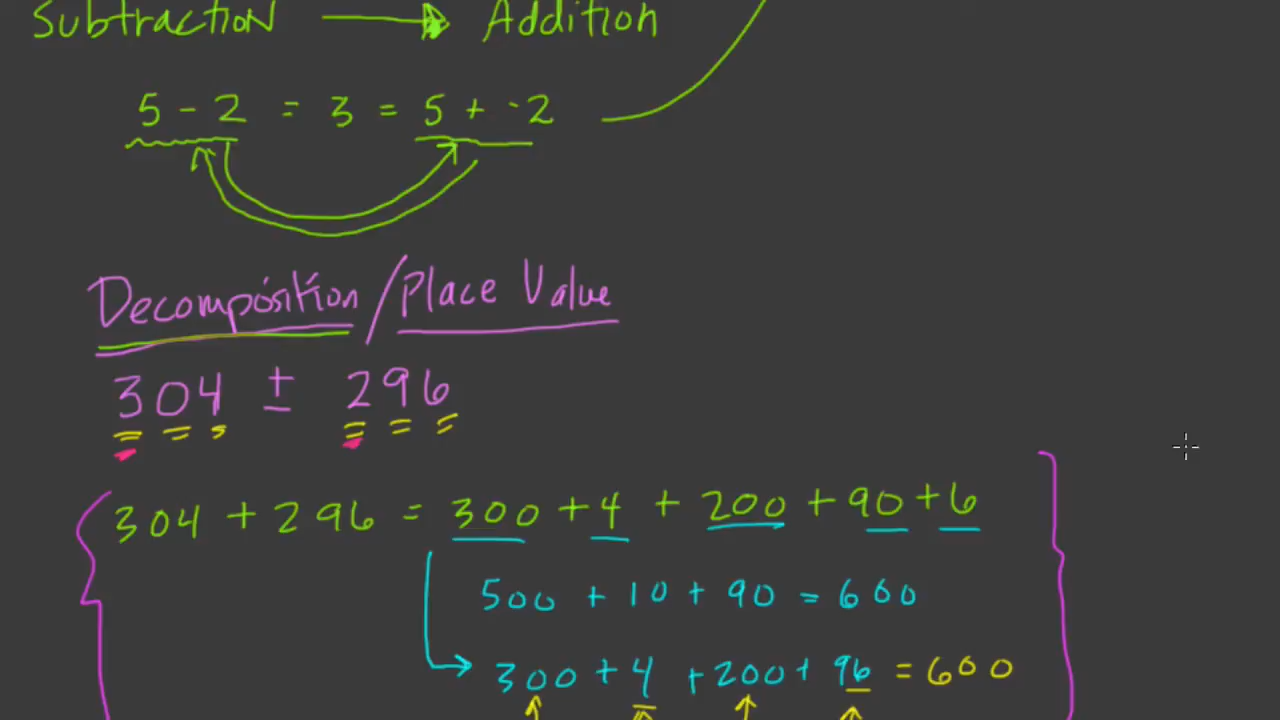 Subtraction → Addition
5 - 2 = 3 = 5 + -2
Decomposition / Place Value
304 ± 296
304 + 296 = 300 + 4 + 200 + 90 + 6
500 + 10 + 90 = 600
300 + 4 + 200 + 96 = 600